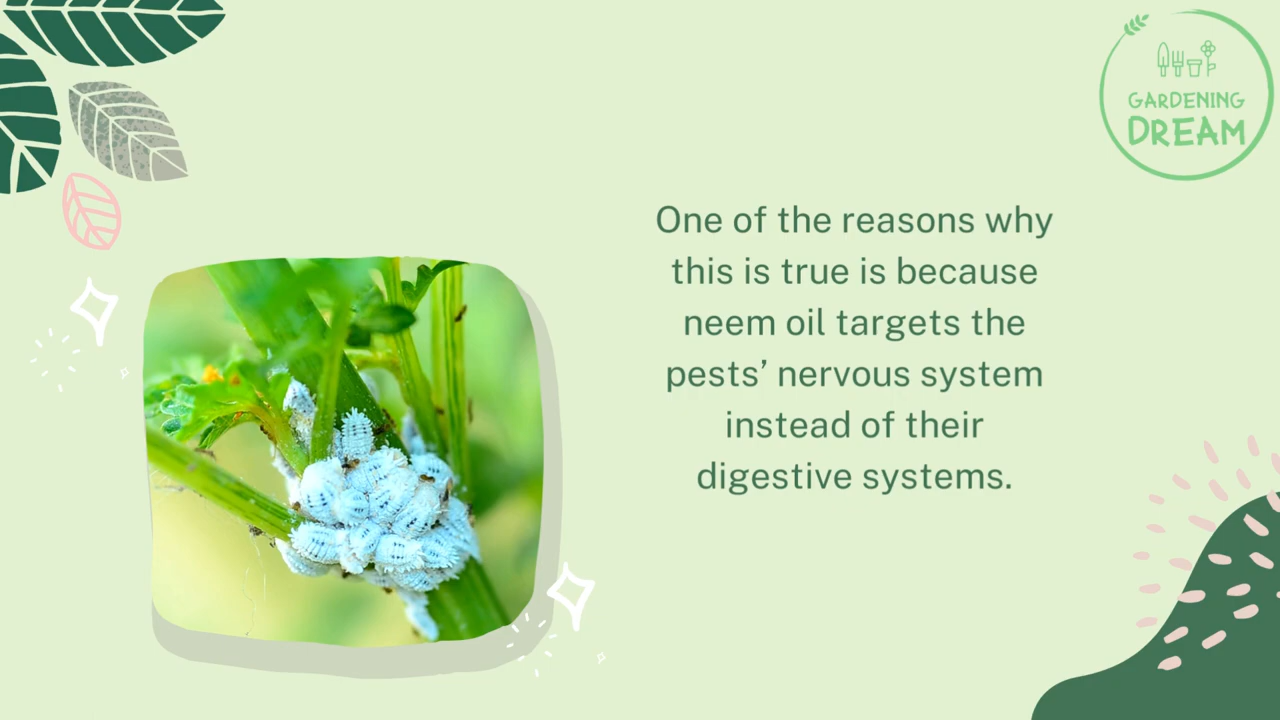 GARDENING
DREAM
One of the reasons why
this is true is because
neem oil targets the
pests’ nervous system
instead of their
digestive systems.